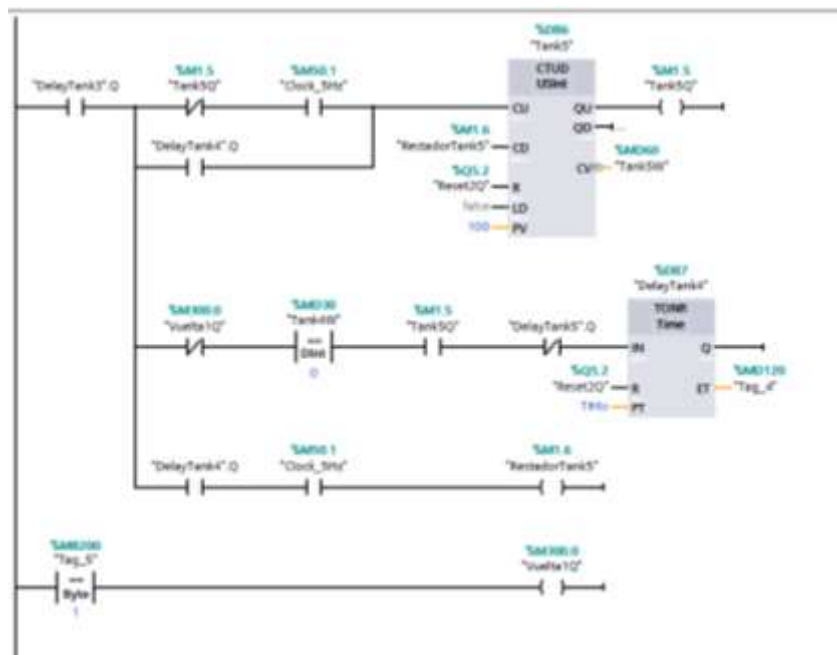 %DB6
"Tank5"
CTUD
USInt
"DelayTank3".Q
%M1.5
"Tank5Q"
%M50.1
"Clock_5Hz"
CU
QU
%M1.5
"Tank5Q"
QD
...
"DelayTank4".Q
%M1.6
"RestadorTank5"
CD
CV
%MD60
"Tank5W"
%Q5.2
"Reset2Q"
R
false
LD
100
PV
%DB7
"DelayTank4"
TONR
Time
%M300.0
"Vuelta1Q"
%MD30
"Tank4W"
==
DInt
0
%M1.5
"Tank5Q"
"DelayTank5".Q
IN
Q
%Q5.2
"Reset2Q"
R
ET
%MD120
"Tag_4"
PT
"DelayTank4".Q
%M50.1
"Clock_5Hz"
%M1.6
"RestadorTank5"
%MB200
"Tag_5"
==
Byte
1
%M300.0
"Vuelta1Q"